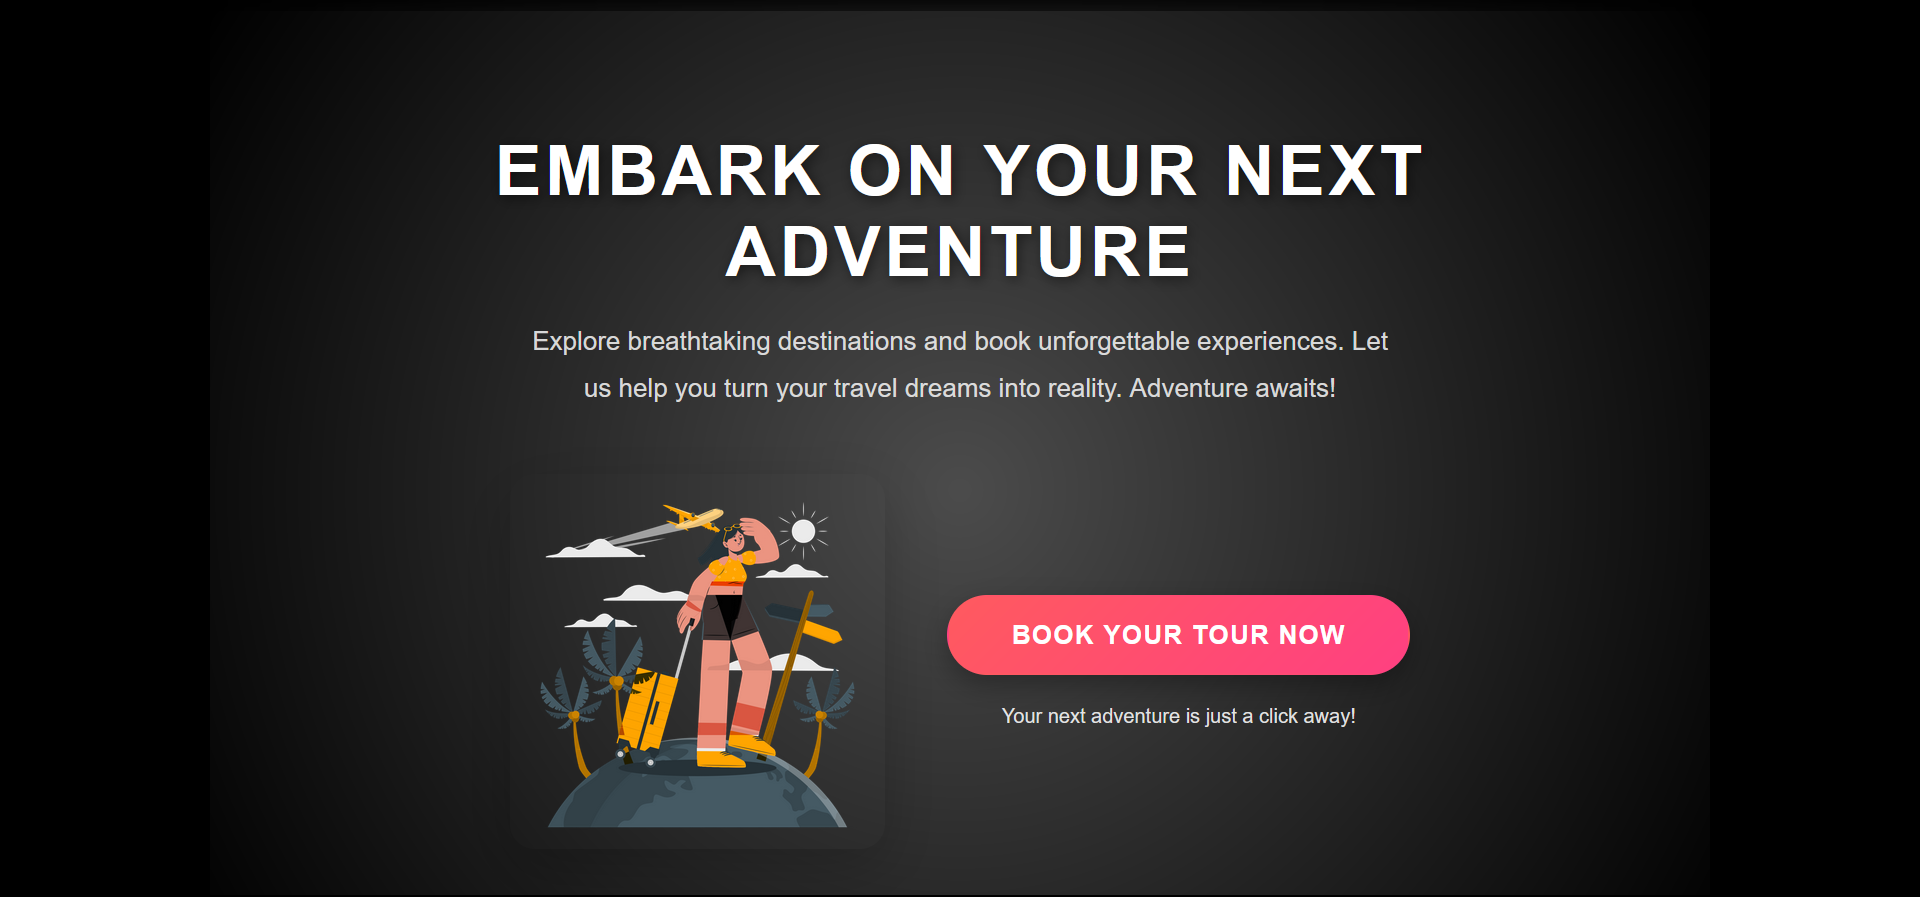 EMBARK ON YOUR NEXT
ADVENTURE
Explore breathtaking destinations and book unforgettable experiences. Let
us help you turn your travel dreams into reality. Adventure awaits!
BOOK YOUR TOUR NOW
Your next adventure is just a click away!